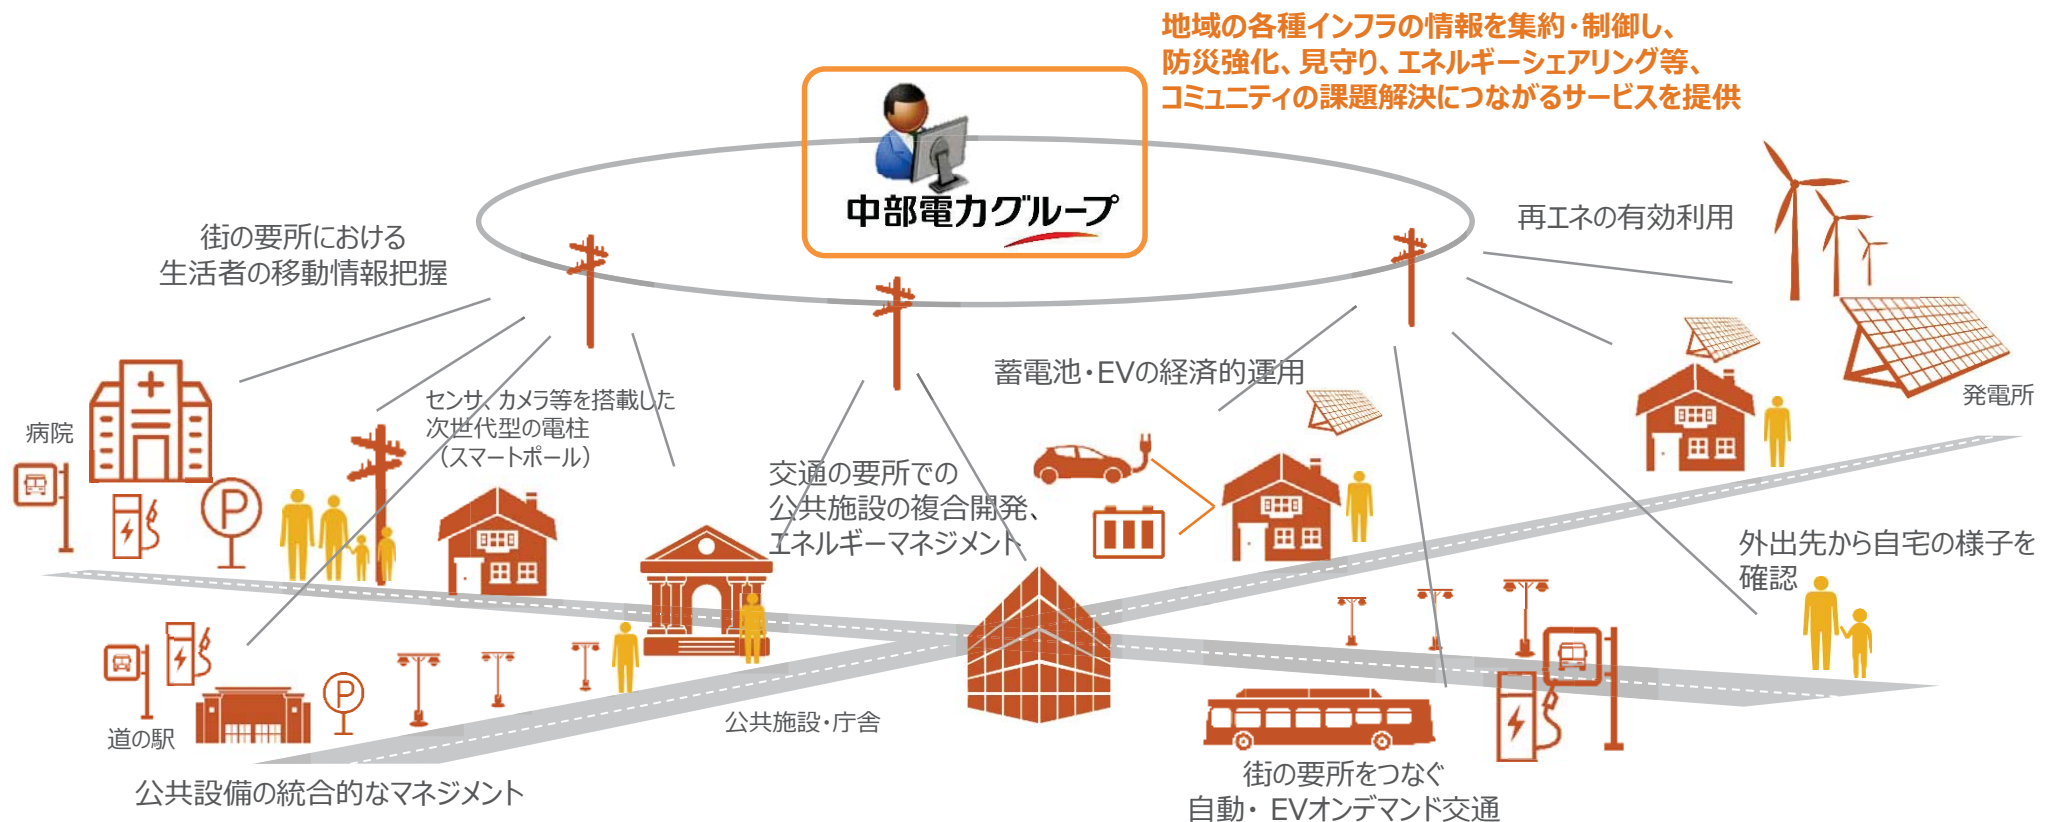 地域の各種インフラの情報を集約・制御し、
防災強化、見守り、エネルギーシェアリング等、
コミュニティの課題解決につながるサービスを提供
中部電力グループ
街の要所における
生活者の移動情報把握
再エネの有効利用
発電所
蓄電池・EVの経済的運用
センサ、カメラ等を搭載した
次世代型の電柱
（スマートポール）
病院
P
交通の要所での
公共施設の複合開発、
エネルギーマネジメント
外出先から自宅の様子を
確認
P
道の駅
公共施設・庁舎
公共設備の統合的なマネジメント
街の要所をつなぐ
自動・ EVオンデマンド交通